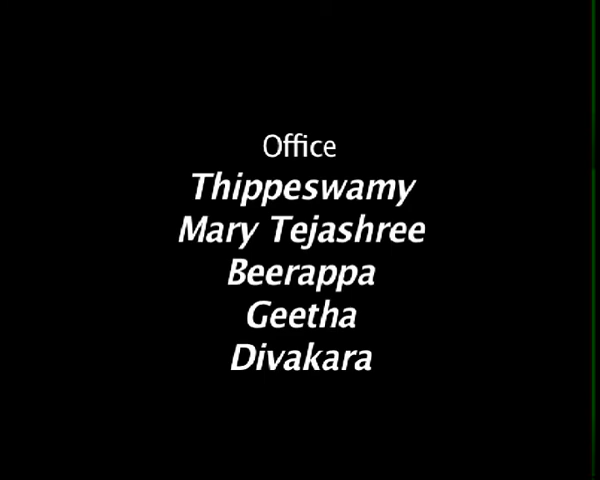 Office
Thippeswamy
Mary Tejashree
Beerappa
Geetha
Divakara